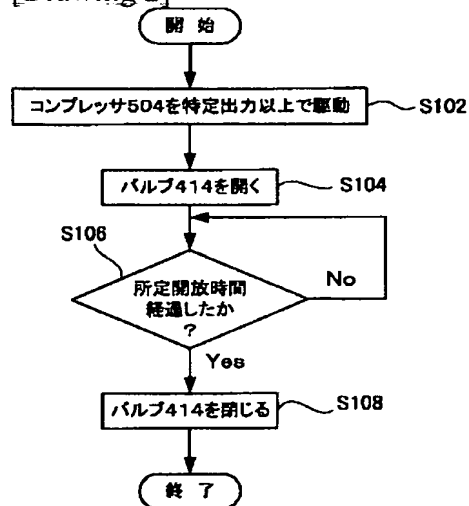 開 始
コンプレッサ504を特定出力以上で駆動
S102
バルブ414を開く
S104
S106
所定開放時間
経過したか
?
No
Yes
バルブ414を閉じる
S108
終 了